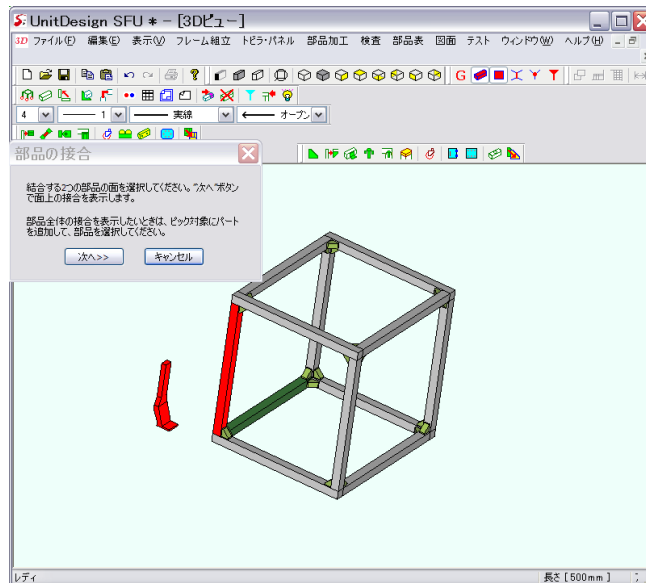 UnitDesign SFU * - [3Dビュー]
3D ファイル(F) 編集(E) 表示(V) フレーム組立 トビラ・パネル 部品加工 検査 部品表 図面 テスト ウィンドウ(W) ヘルプ(H)
G
4 1 実線 オープン
部品の接合
結合する2つの部品の面を選択してください。"次へ"ボタン
で面上の接合を表示します。
部品全体の接合を表示したいときは、ピック対象にパート
を追加して、部品を選択してください。
次へ>> キャンセル
レディ 長さ [500mm]